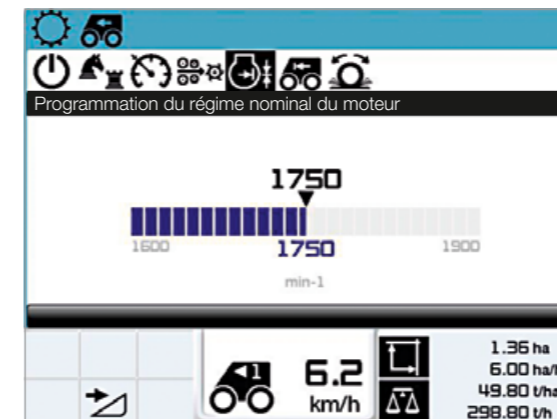 Programmation du régime nominal du moteur
1750
1600 1750 1900
min-1
1
6.2
km/h
1.36 ha
6.00 ha/h
49.80 t/ha
298.80 t/h